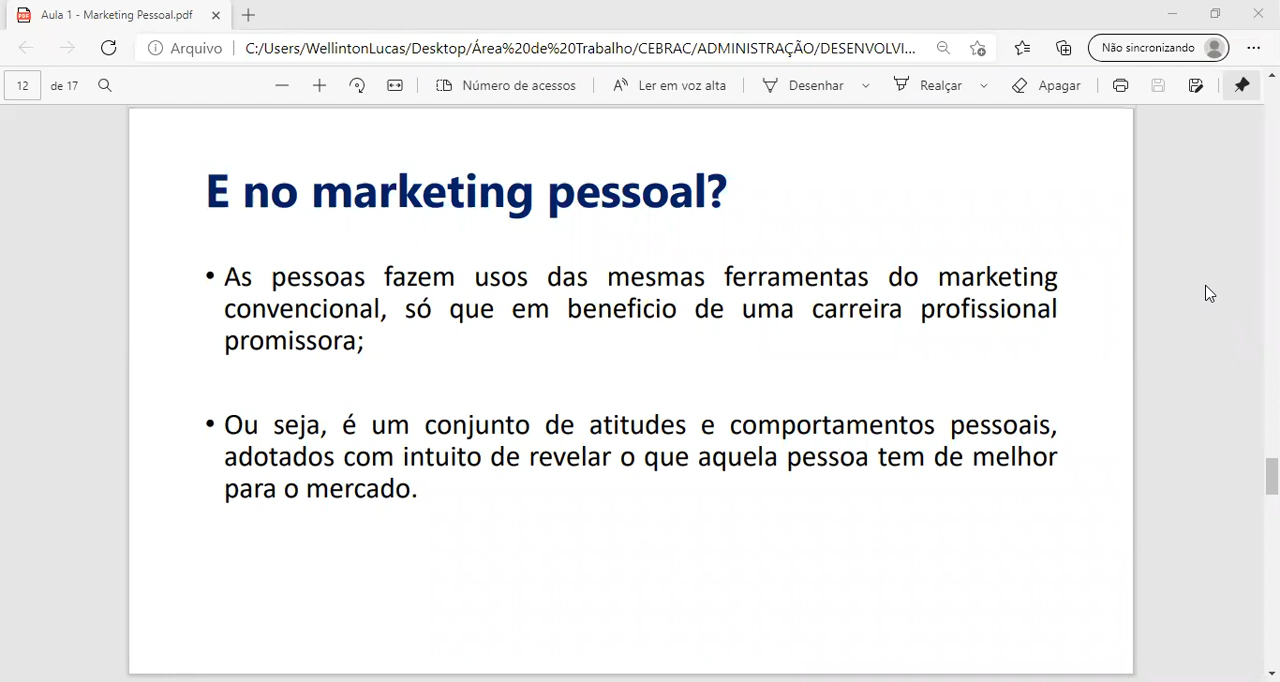 Aula 1 - Marketing Pessoal.pdf
Arquivo C:/Users/WellintonLucas/Desktop/Área%20de%20Trabalho/CEBRAC/ADMINISTRAÇÃO/DESENVOLVI... Não sincronizando
12 de 17 Número de acessos Ler em voz alta Desenhar Realçar Apagar
E no marketing pessoal?
• As pessoas fazem usos das mesmas ferramentas do marketing
convencional, só que em beneficio de uma carreira profissional
promissora;
• Ou seja, é um conjunto de atitudes e comportamentos pessoais,
adotados com intuito de revelar o que aquela pessoa tem de melhor
para o mercado.